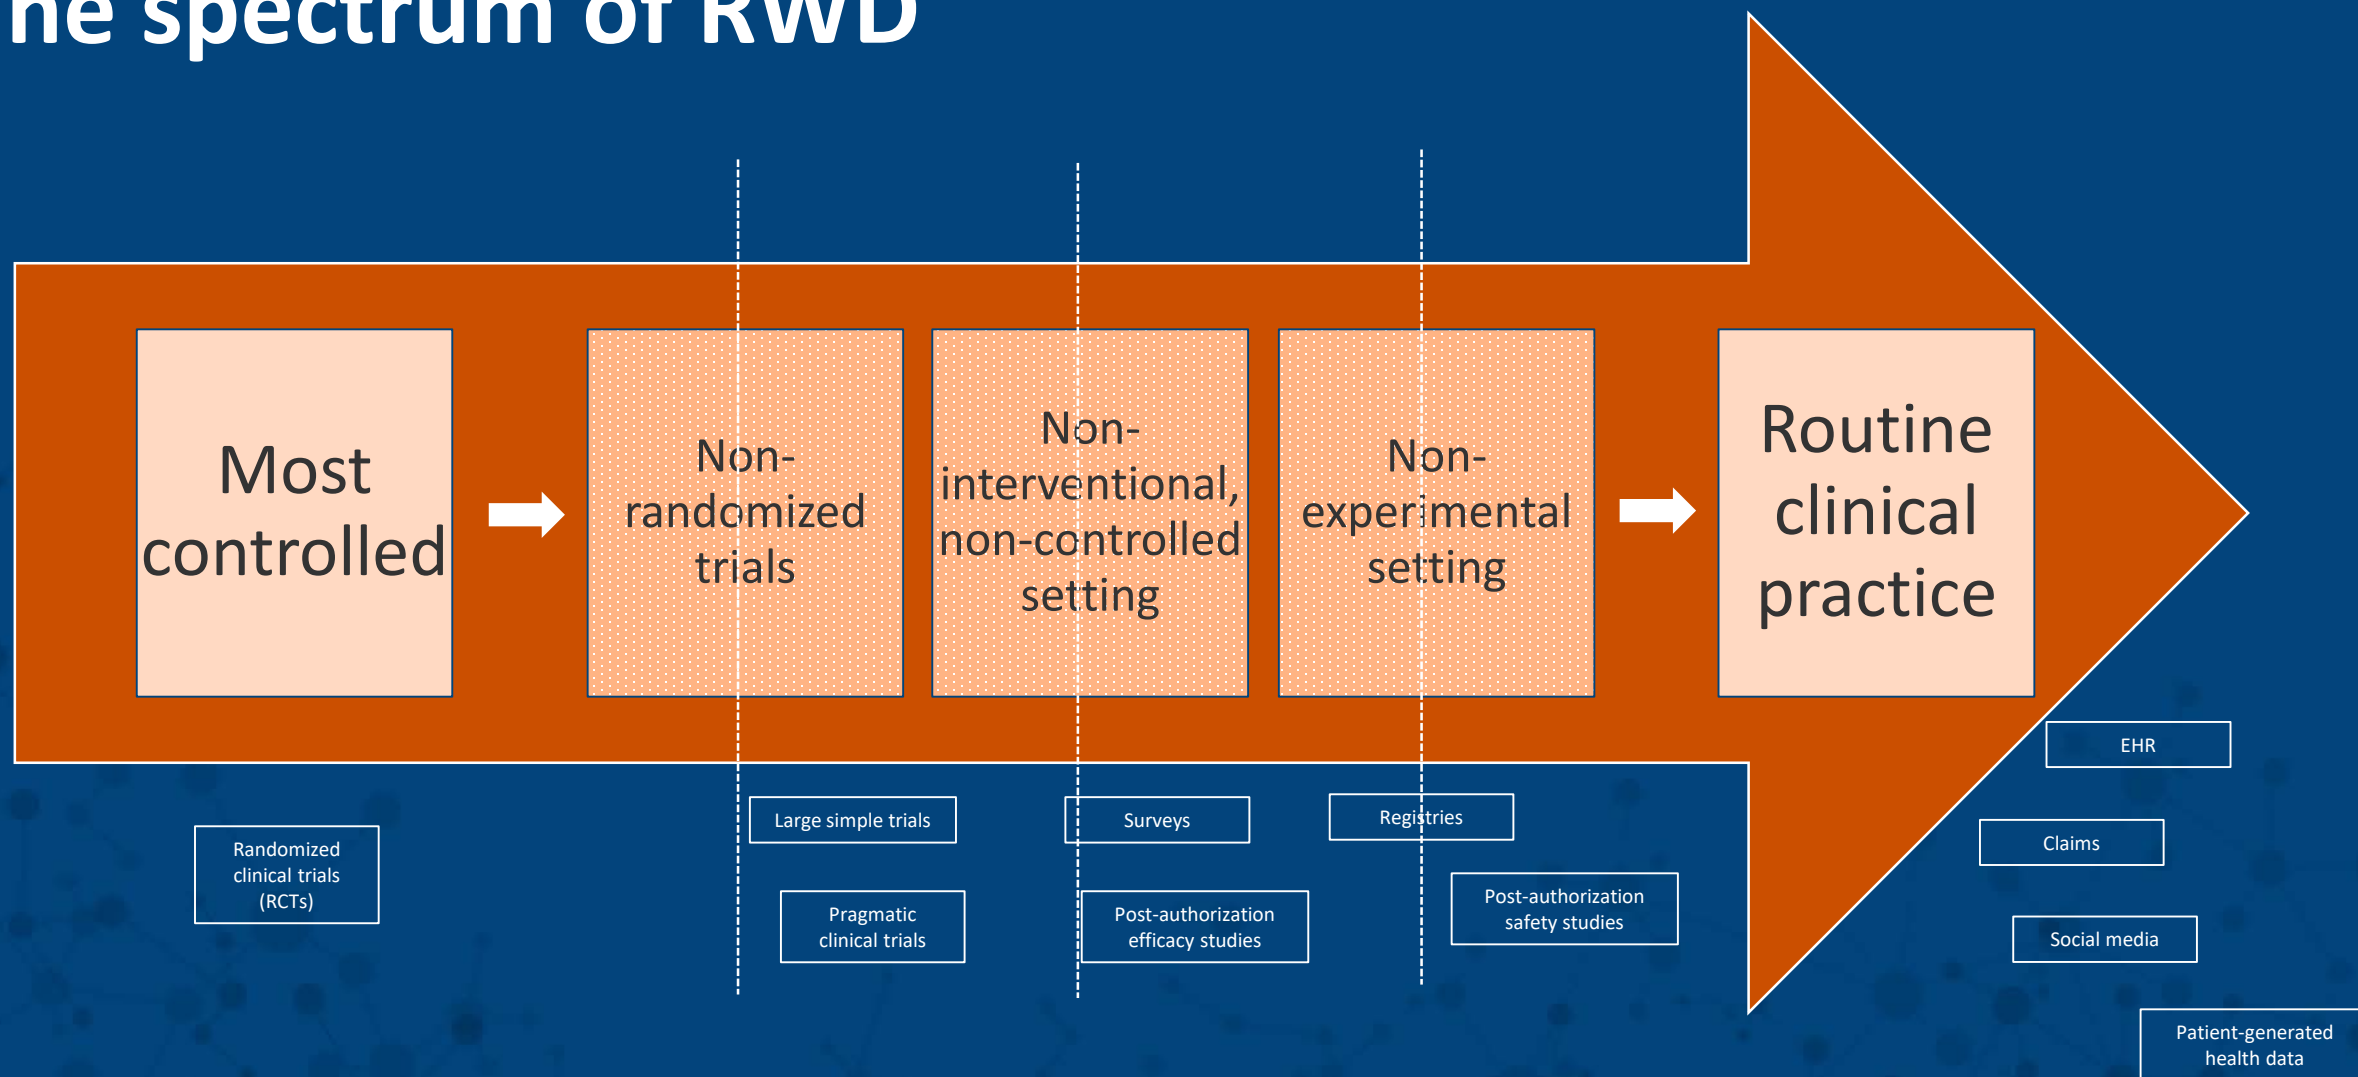 he spectrum of RWD
Most
controlled
Non-
randomized
trials
Non-
interventional,
non-controlled
setting
Non-
experimental
setting
Routine
clinical
practice
Randomized
clinical trials
(RCTs)
Large simple trials
Pragmatic
clinical trials
Surveys
Post-authorization
efficacy studies
Registries
Post-authorization
safety studies
EHR
Claims
Social media
Patient-generated
health data